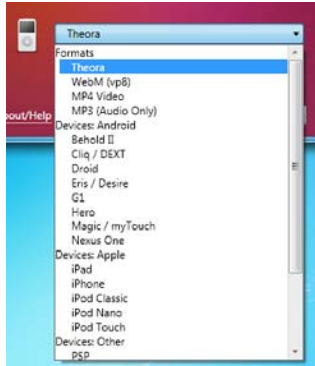 Theora
Formats
Theora
WebM (vp8)
MP4 Video
MP3 (Audio Only)
out/Help
Devices: Android
Behold II
Cliq / DEXT
Droid
Eris / Desire
G1
Hero
Magic / myTouch
Nexus One
Devices: Apple
iPad
iPhone
iPod Classic
iPod Nano
iPod Touch
Devices: Other
PSP